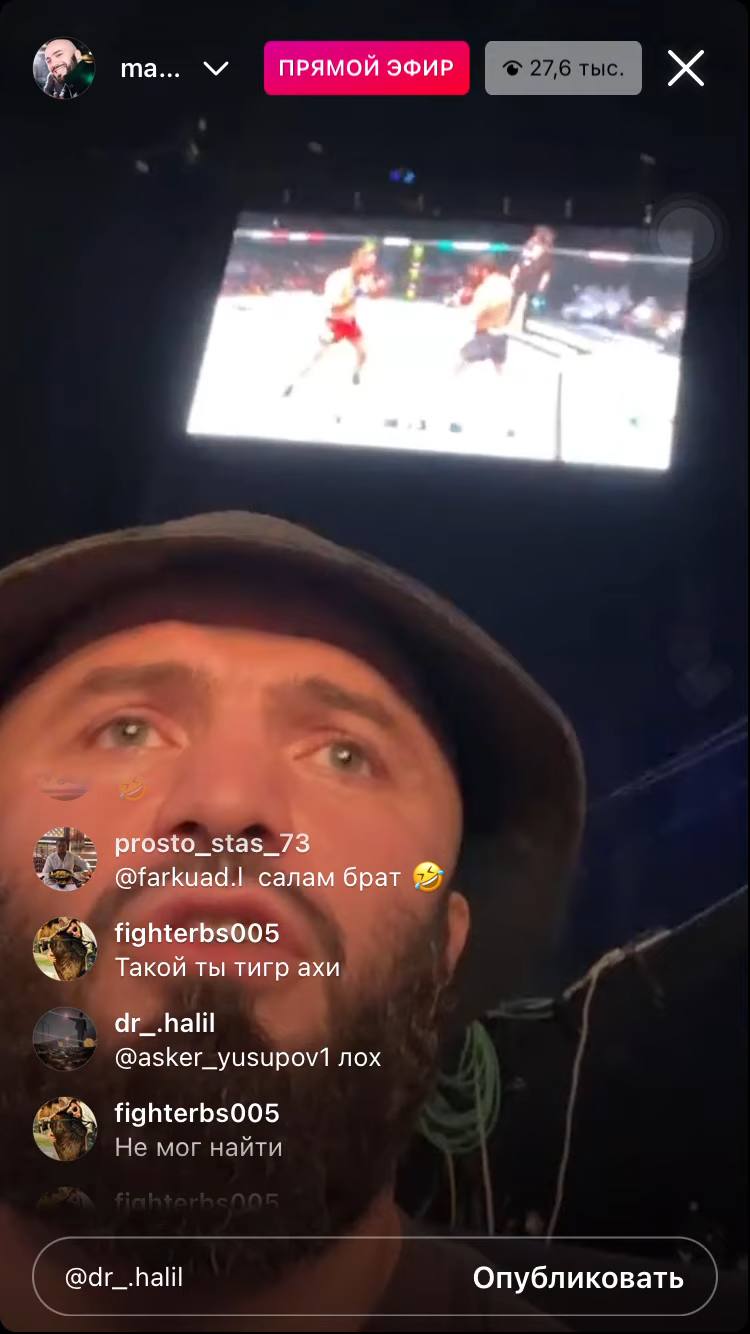 ma...
ПРЯМОЙ ЭФИР
27,6 тыс.
prosto_stas_73
@farkuad.l салам брат 🤣
fighterbs005
Такой ты тигр ахи
dr_.halil
@asker_yusupov1 лох
fighterbs005
Не мог найти
fighterbs005
@dr_.halil
Опубликовать